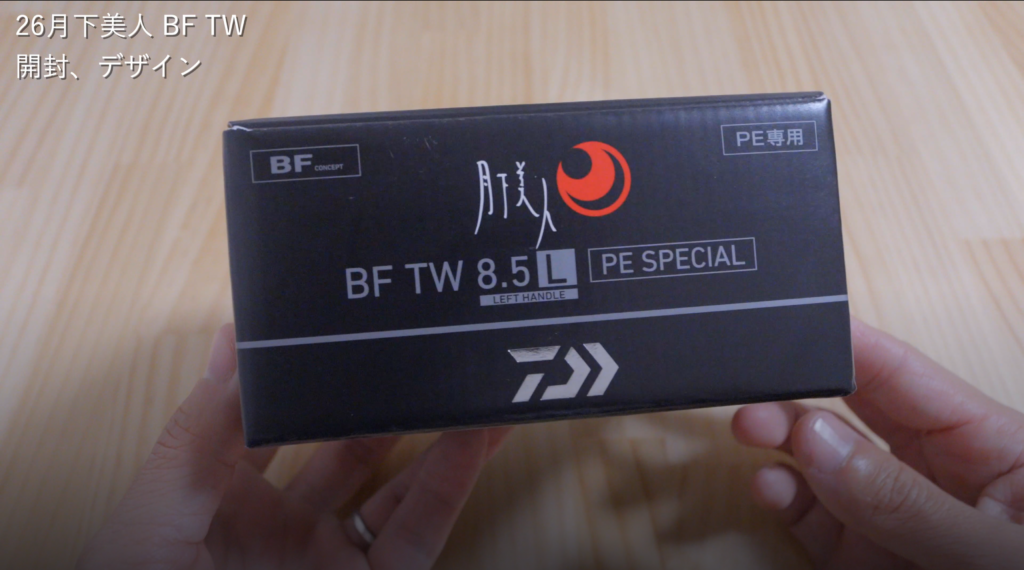 26月下美人 BF TW
開封、デザイン
BF CONCEPT
PE専用
月下美人
BF TW 8.5 L PE SPECIAL
LEFT HANDLE